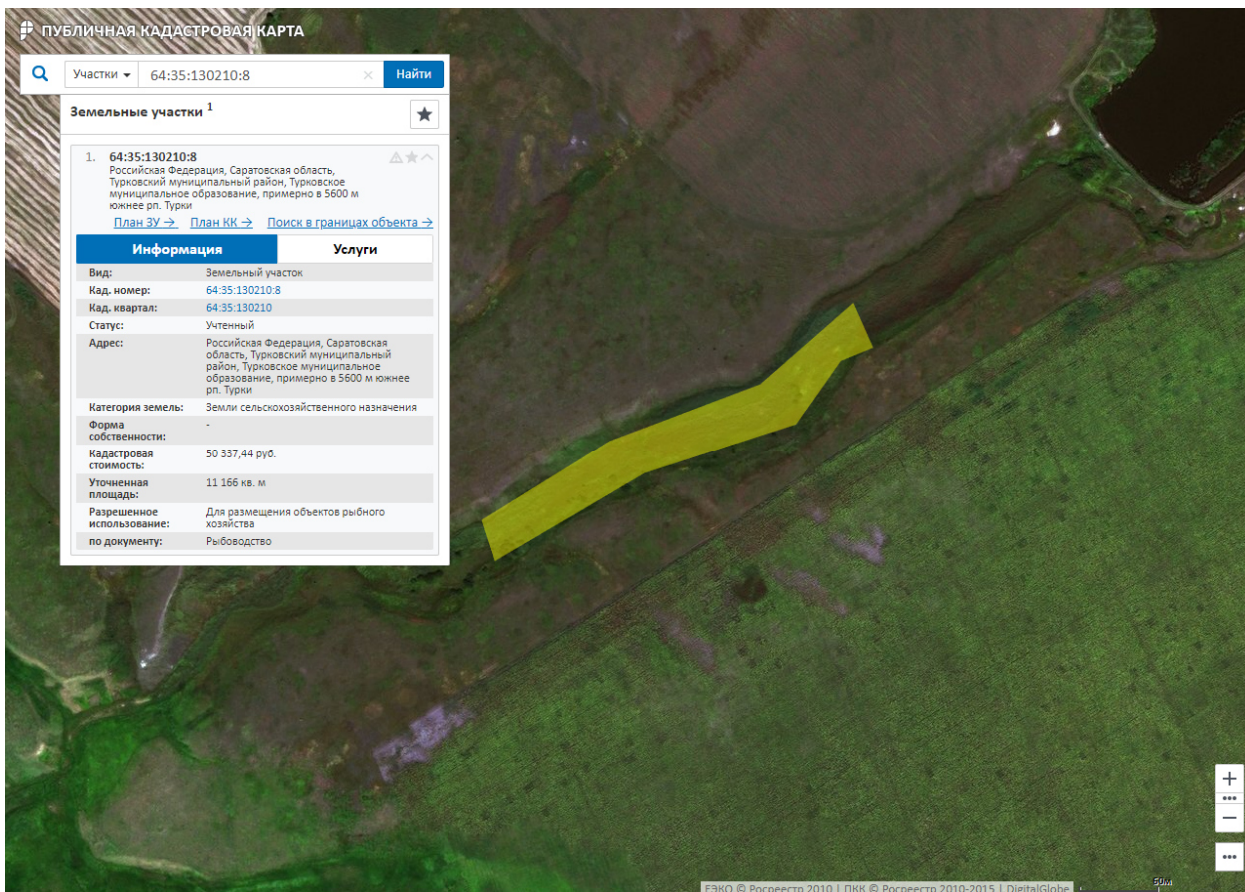 ПУБЛИЧНАЯ КАДАСТРОВАЯ КАРТА
Участки 64:35:130210:8 × Найти
Земельные участки 1
1. 64:35:130210:8
Российская Федерация, Саратовская область,
Турковский муниципальный район, Турковское
муниципальное образование, примерно в 5600 м
южнее рп. Турки
План ЗУ → План КК → Поиск в границах объекта →
Информация Услуги
Вид: Земельный участок
Кад. номер: 64:35:130210:8
Кад. квартал: 64:35:130210
Статус: Учтенный
Адрес: Российская Федерация, Саратовская
область, Турковский муниципальный
район, Турковское муниципальное
образование, примерно в 5600 м южнее
рп. Турки
Категория земель: Земли сельскохозяйственного назначения
Форма -
собственности:
Кадастровая 50 337,44 руб.
стоимость:
Уточненная 11 166 кв. м
площадь:
Разрешенное Для размещения объектов рыбного
использование: хозяйства
по документу: Рыбоводство
60м
ЕЭКО © Росреестр 2010 | ПКК © Росреестр 2010-2015 | DigitalGlobe